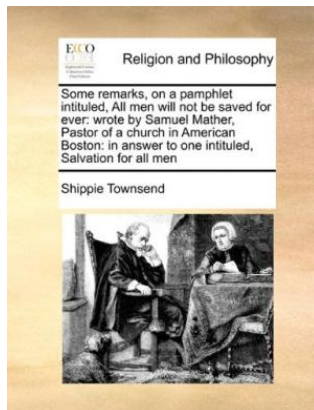 ECCO
Religion and Philosophy
Some remarks, on a pamphlet
intituled, All men will not be saved for
ever: wrote by Samuel Mather,
Pastor of a church in American
Boston: in answer to one intituled,
Salvation for all men
Shippie Townsend